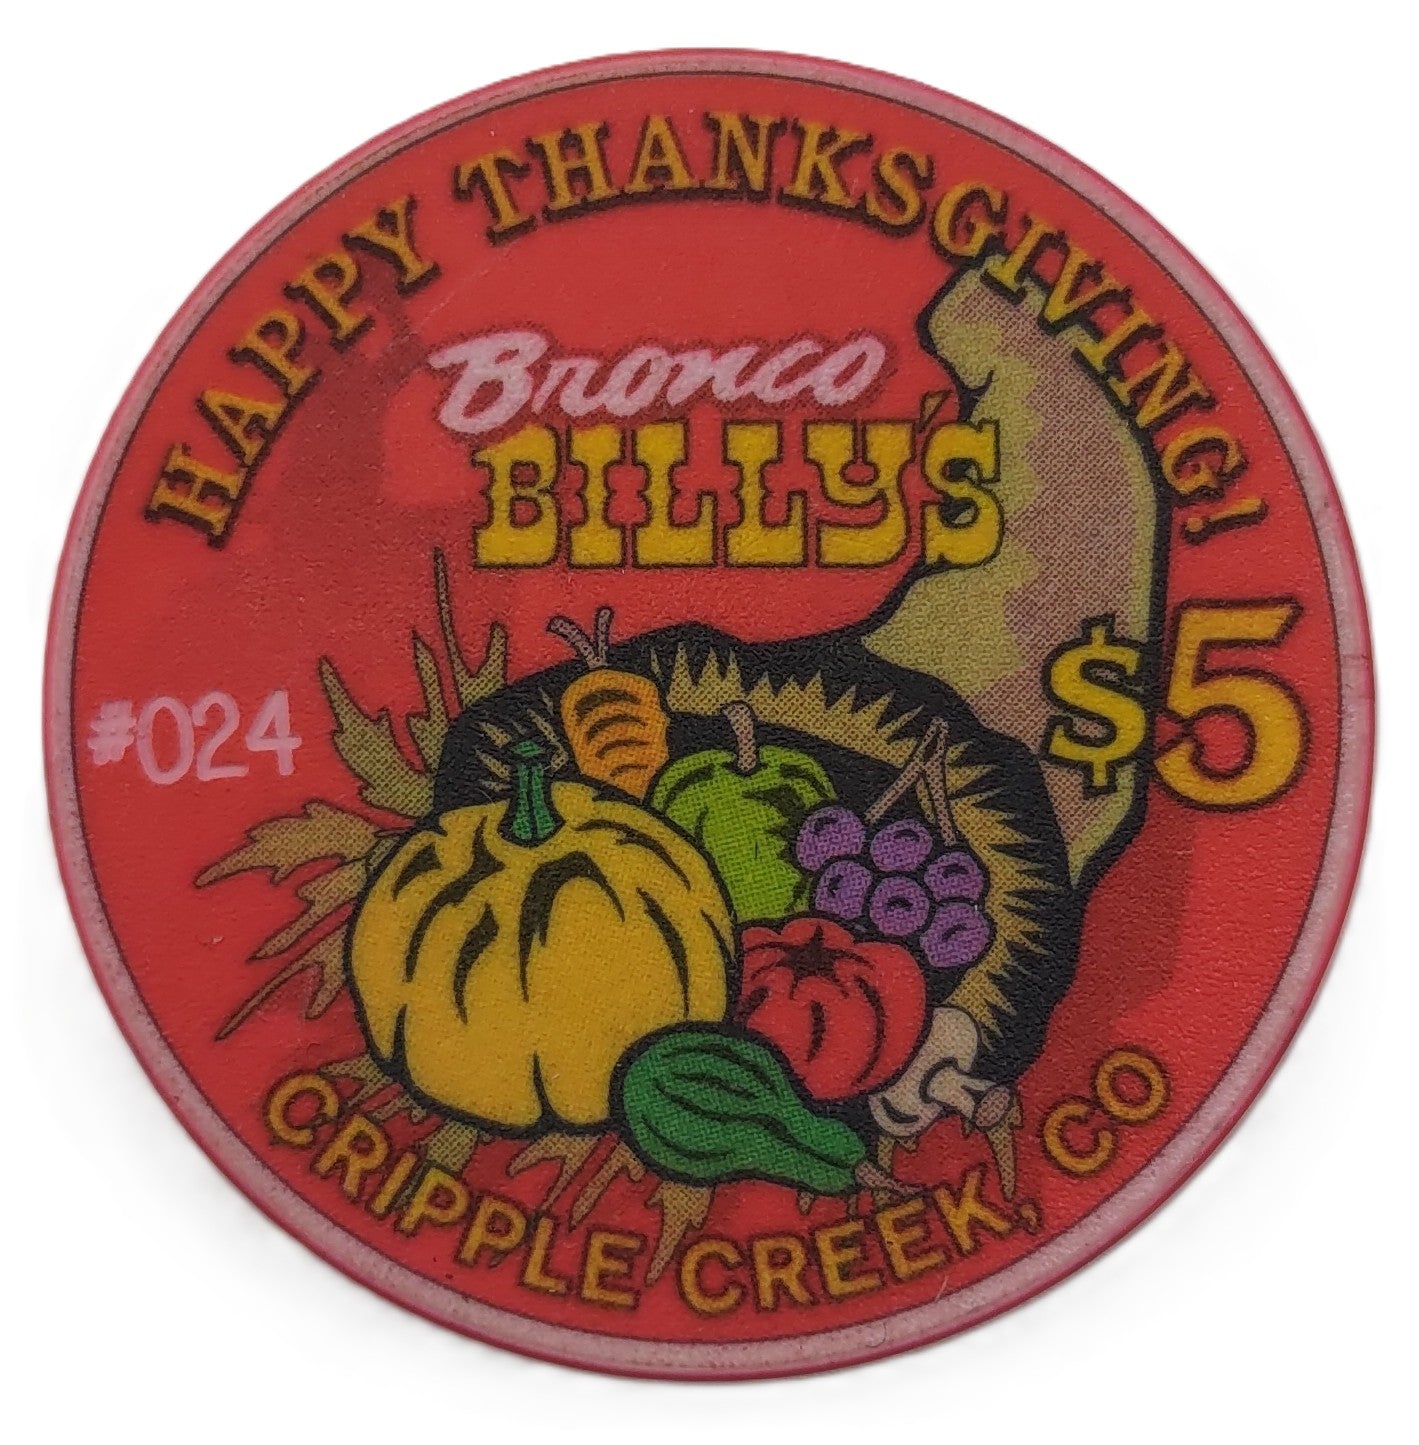 HAPPY THANKSGIVING!
Bronco
BILLY'S
$5
#024
CRIPPLE CREEK, CO